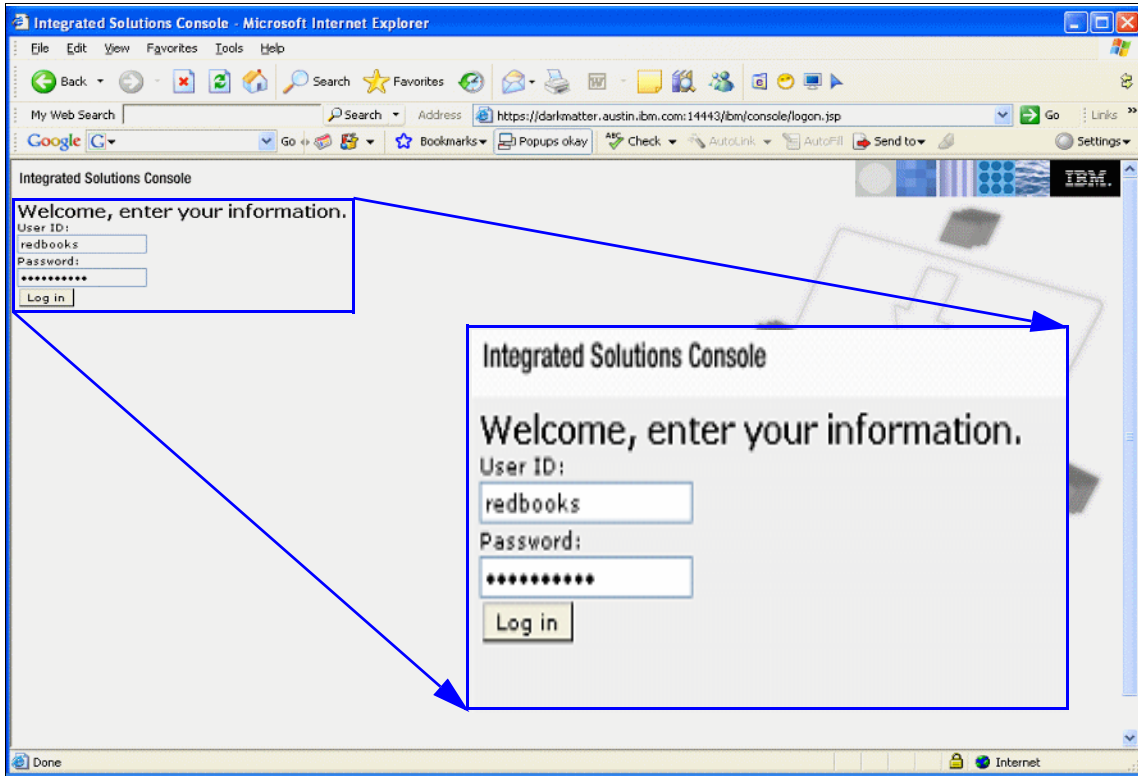 Integrated Solutions Console - Microsoft Internet Explorer
File Edit View Favorites Tools Help
Back Search Favorites
My Web Search Search Address https://darkmatter.austin.ibm.com:14443/ibm/console/logon.jsp Go Links »
Google G Go Bookmarks Popups okay ABC Check AutoLink AutoFill Send to Settings
Integrated Solutions Console IBM.
Welcome, enter your information.
User ID:
redbooks
Password:
••••••••••
Log in
Integrated Solutions Console
Welcome, enter your information.
User ID:
redbooks
Password:
••••••••••
Log in
Done Internet